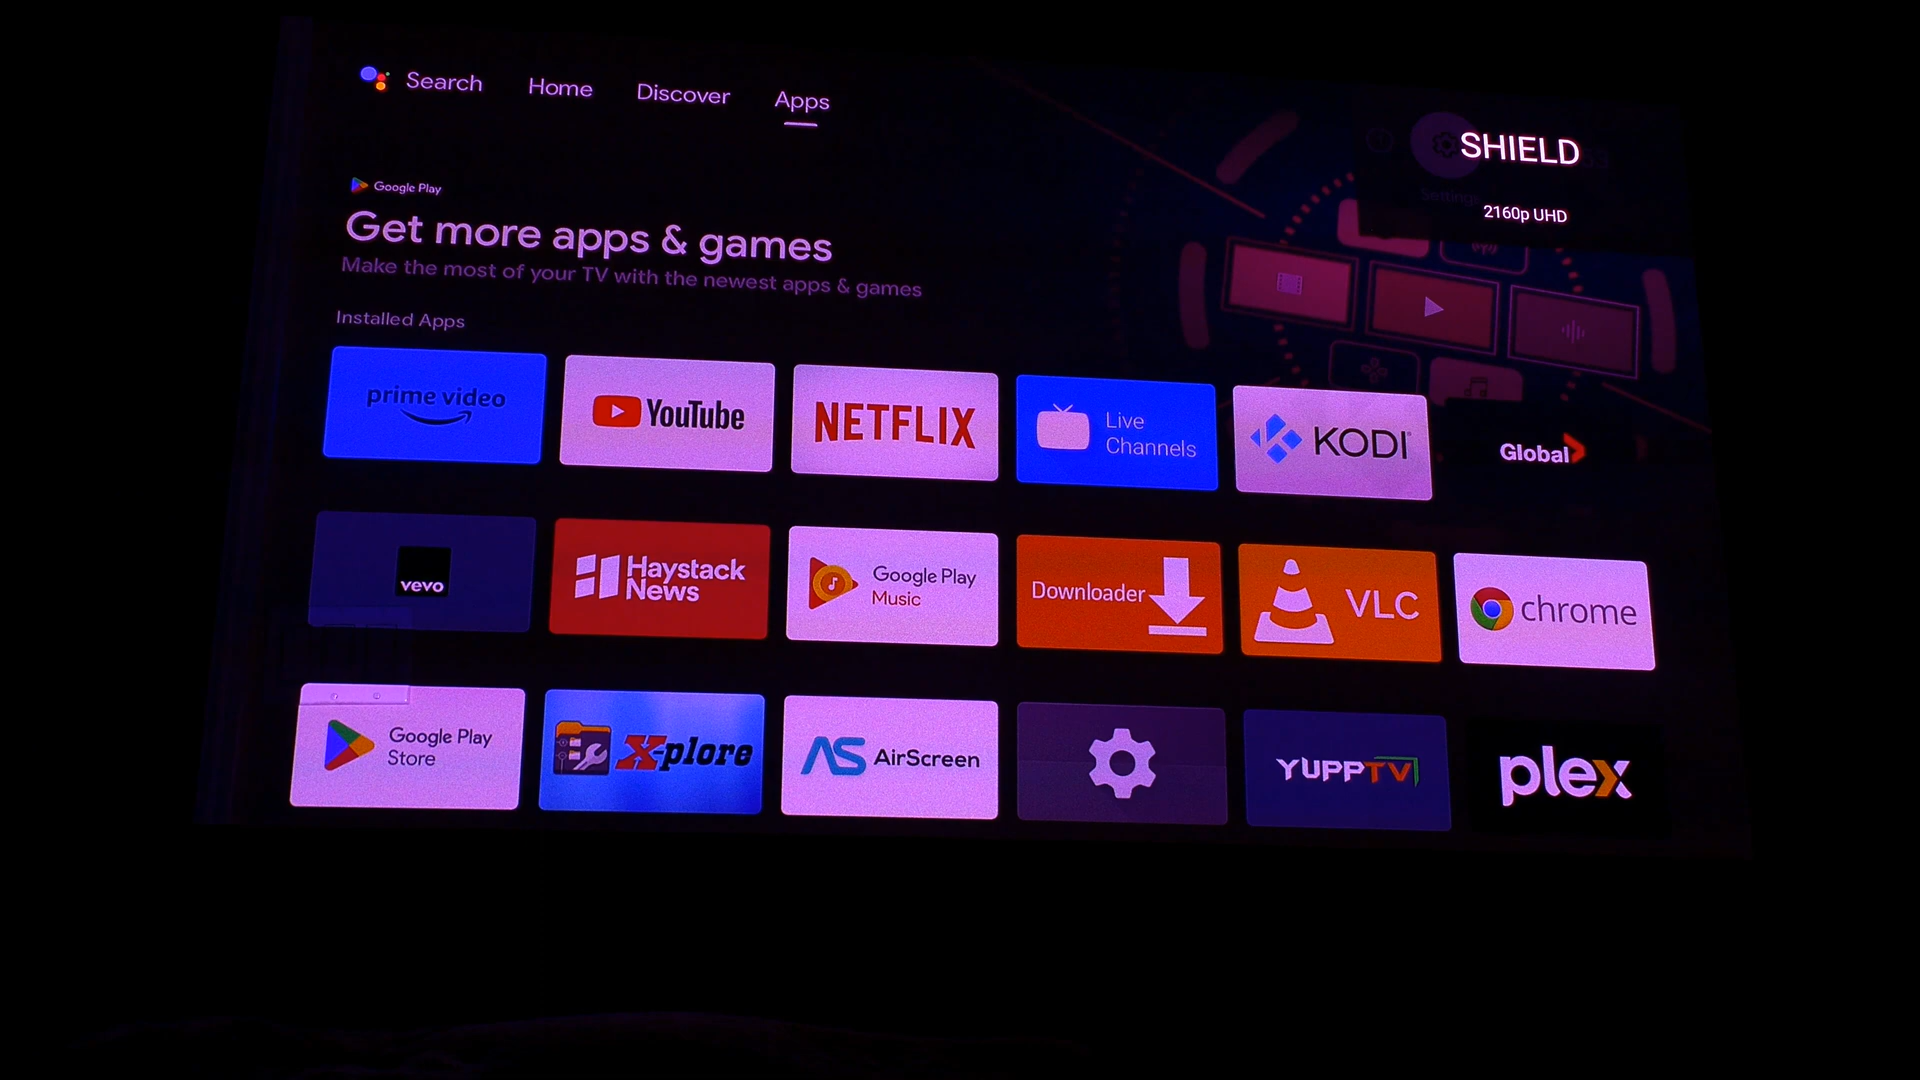 Search Home Discover Apps
SHIELD
Settings
2160p UHD
Google Play
Get more apps & games
Make the most of your TV with the newest apps & games
Installed Apps
prime video
YouTube
NETFLIX
Live
Channels
KODI
Global
vevo
Haystack
News
Google Play
Music
Downloader
VLC
chrome
Google Play
Store
X-plore
AS AirScreen
YUPPTV
plex